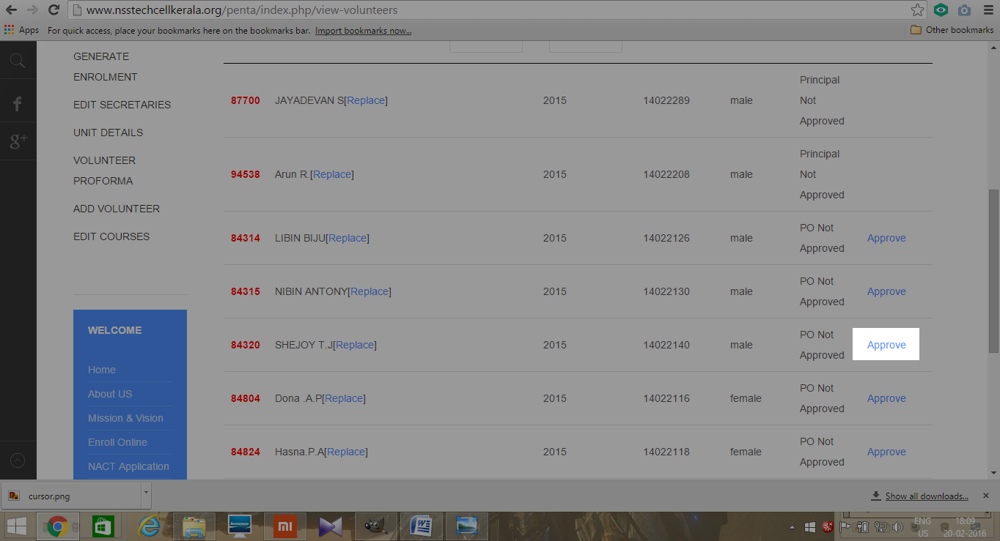 www.nsstechcellkerala.org/penta/index.php/view-volunteers
Apps For quick access, place your bookmarks here on the bookmarks bar. Import bookmarks now... Other bookmarks
GENERATE
ENROLMENT
EDIT SECRETARIES
UNIT DETAILS
VOLUNTEER
PROFORMA
ADD VOLUNTEER
EDIT COURSES
WELCOME
Home
About US
Mission & Vision
Enroll Online
NACT Application
f
g+
87700 JAYADEVAN S[Replace] 2015 14022289 male Principal
Not
Approved
94538 Arun R.[Replace] 2015 14022208 male Principal
Not
Approved
84314 LIBIN BIJU[Replace] 2015 14022126 male PO Not
Approved Approve
84315 NIBIN ANTONY[Replace] 2015 14022130 male PO Not
Approved Approve
84320 SHEJOY T.J[Replace] 2015 14022140 male PO Not
Approved Approve
84804 Dona .A.P[Replace] 2015 14022116 female PO Not
Approved Approve
84824 Hasna.P.A[Replace] 2015 14022118 female PO Not
Approved Approve
cursor.png Show all downloads...
lenovo
mi
W
ENG
US
18:09
20-02-2016